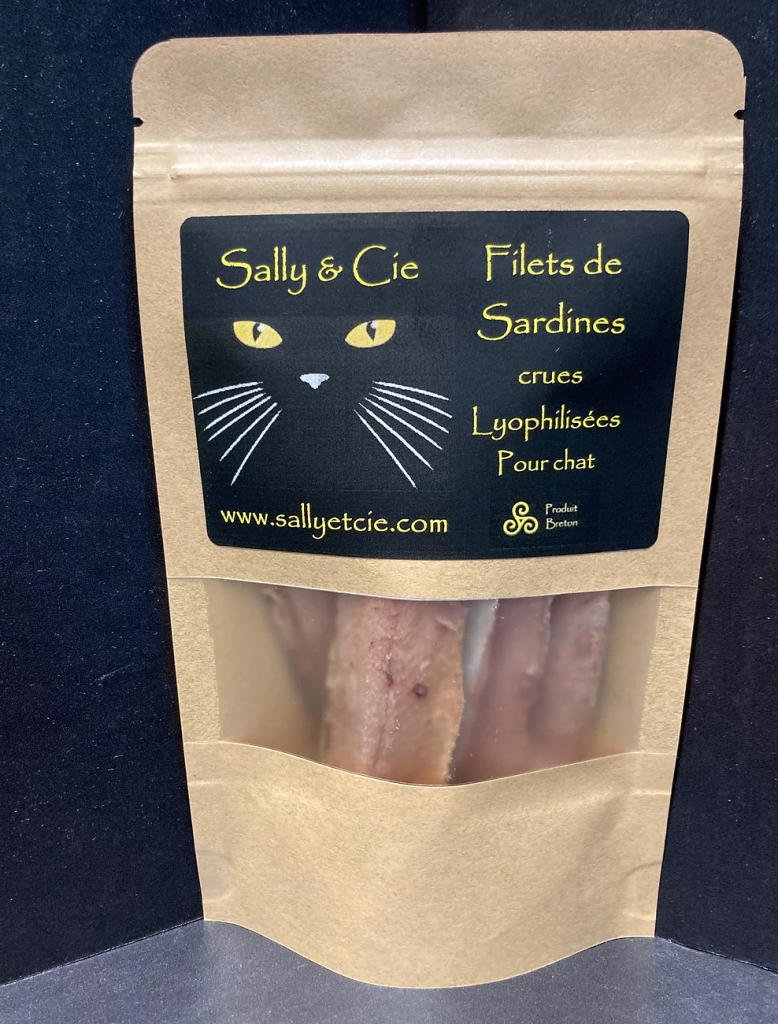 Sally & Cie
www.sallyetcie.com
Filets de
Sardines
crues
Lyophilisées
Pour chat
Produit
Breton